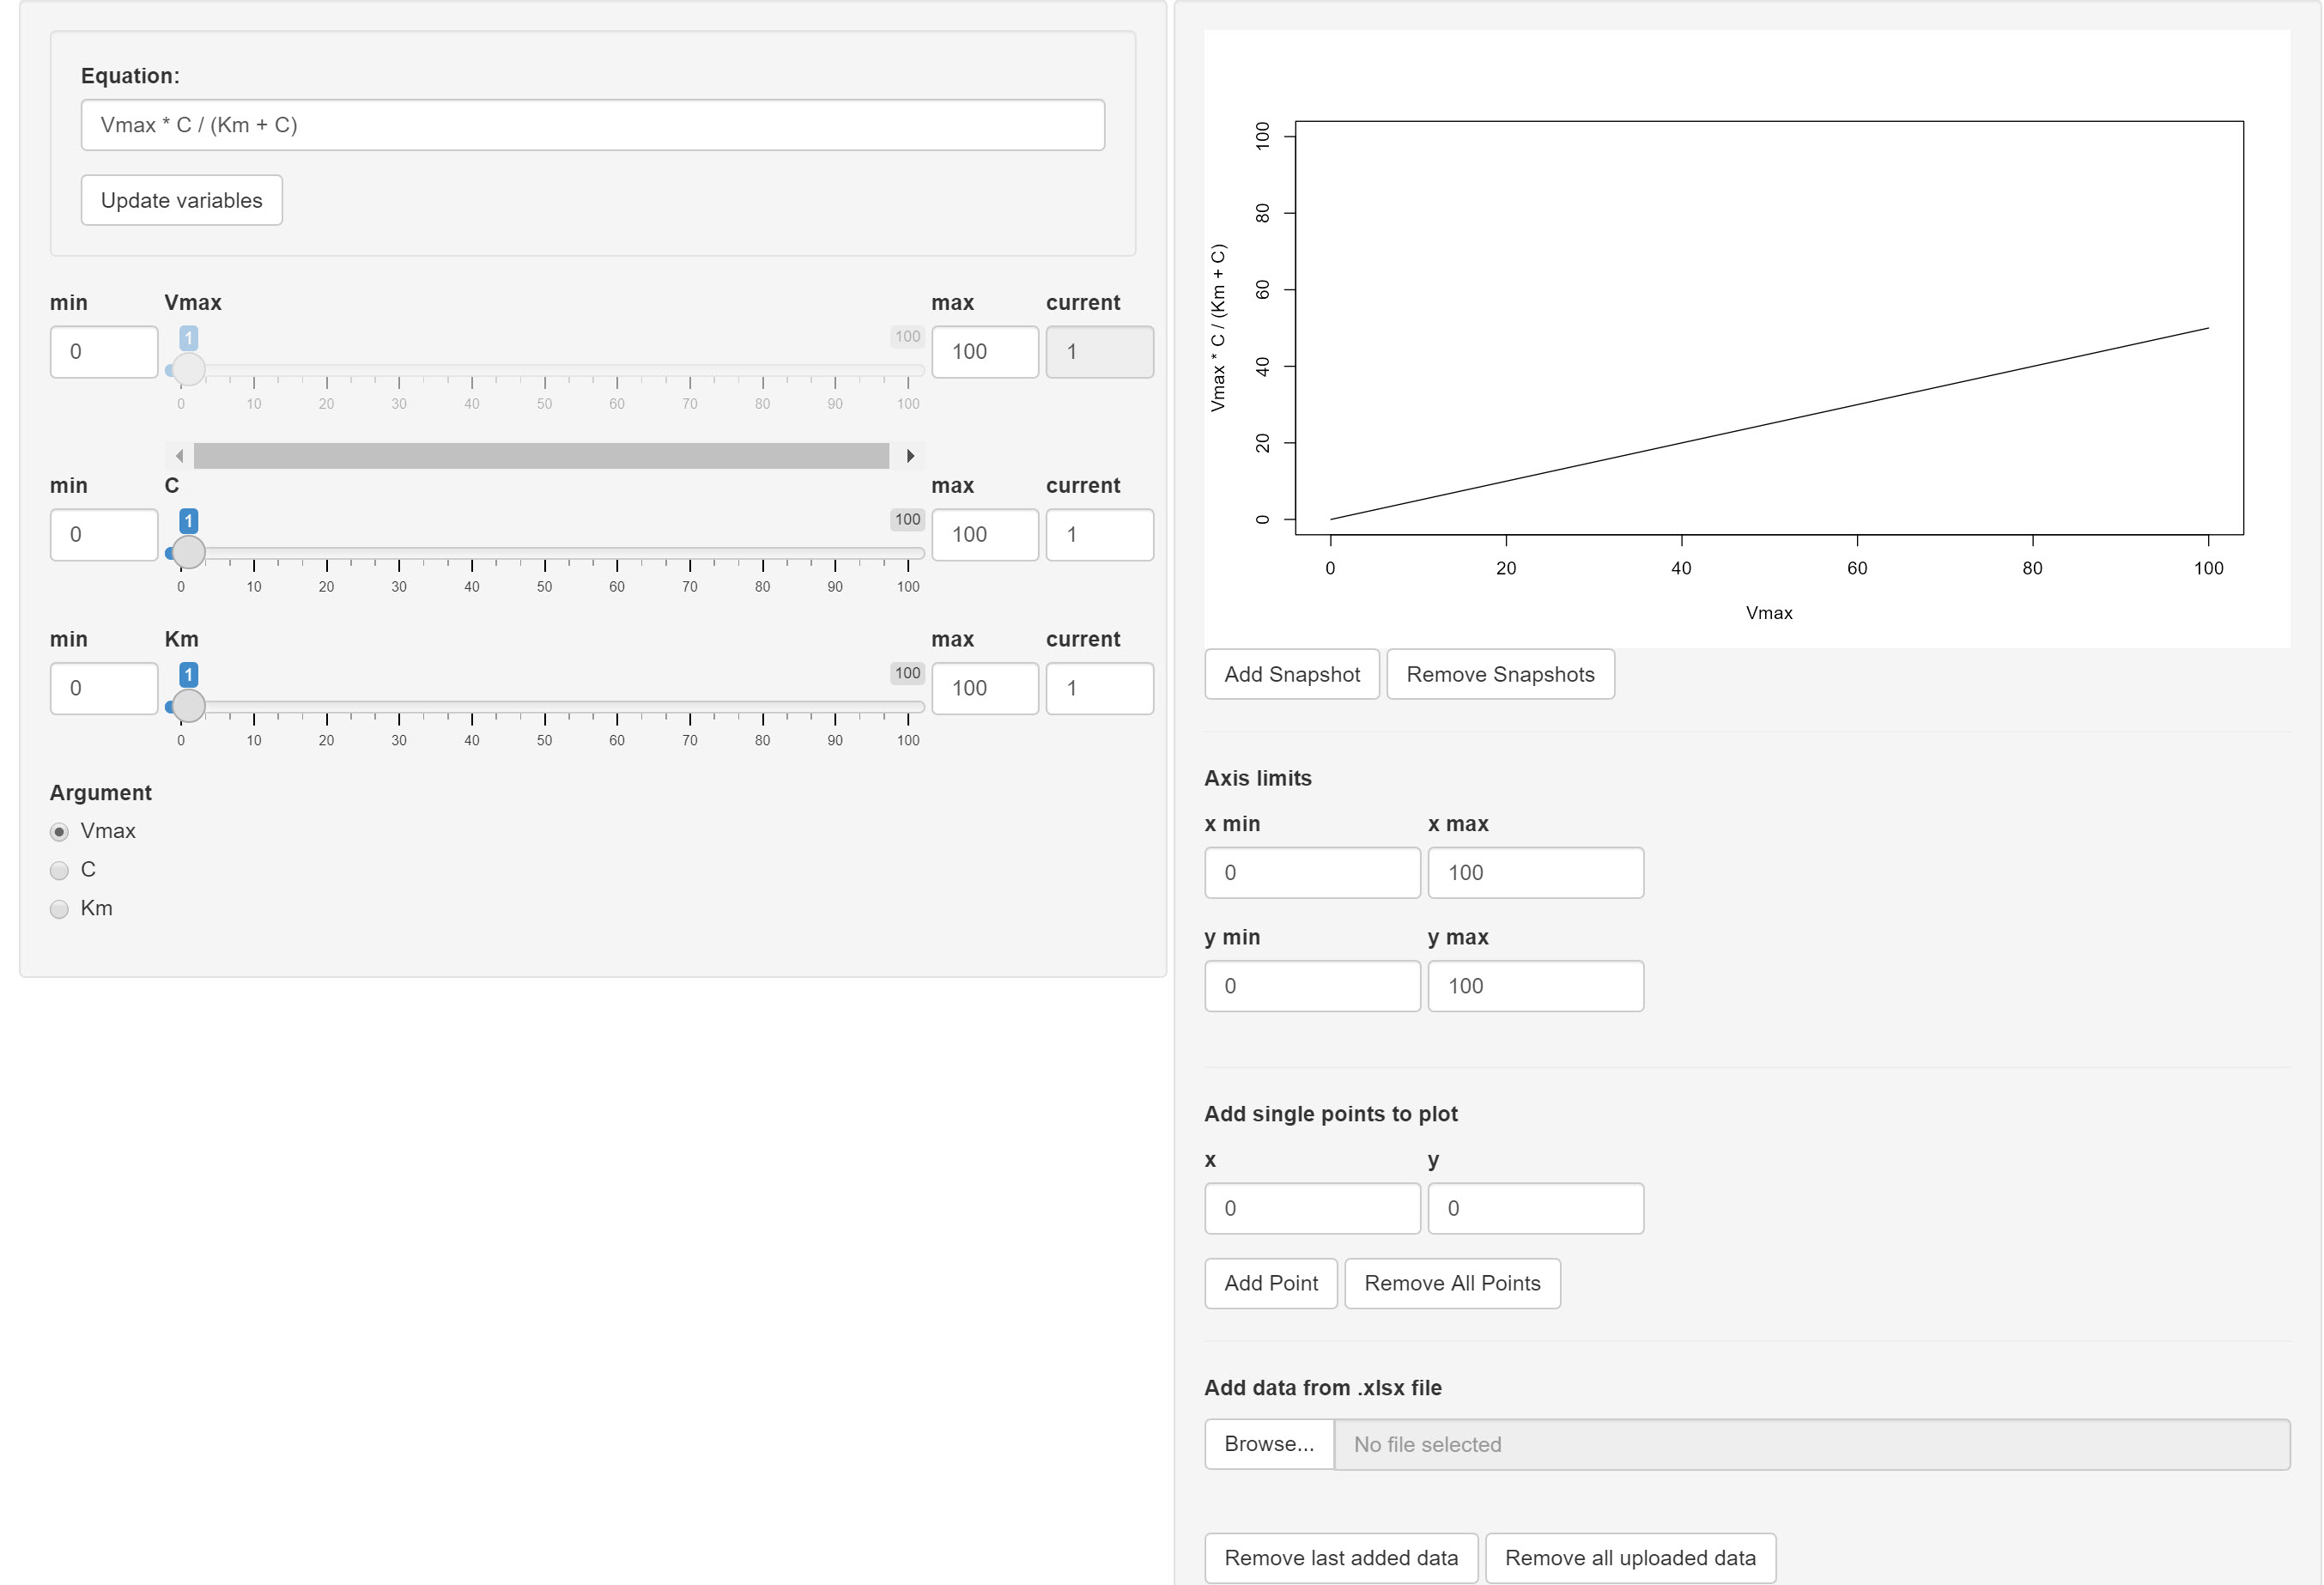 Equation:
Vmax * C / (Km + C)
Update variables
min Vmax max current
1 100
0 100 1
0 10 20 30 40 50 60 70 80 90 100
min C max current
1 100
0 100 1
0 10 20 30 40 50 60 70 80 90 100
min Km max current
1 100
0 100 1
0 10 20 30 40 50 60 70 80 90 100
Argument
Vmax
C
Km
Vmax * C / (Km + C)
100
80
60
40
20
0
0 20 40 60 80 100
Vmax
Add Snapshot Remove Snapshots
Axis limits
x min x max
0 100
y min y max
0 100
Add single points to plot
x y
0 0
Add Point Remove All Points
Add data from .xlsx file
Browse... No file selected
Remove last added data Remove all uploaded data